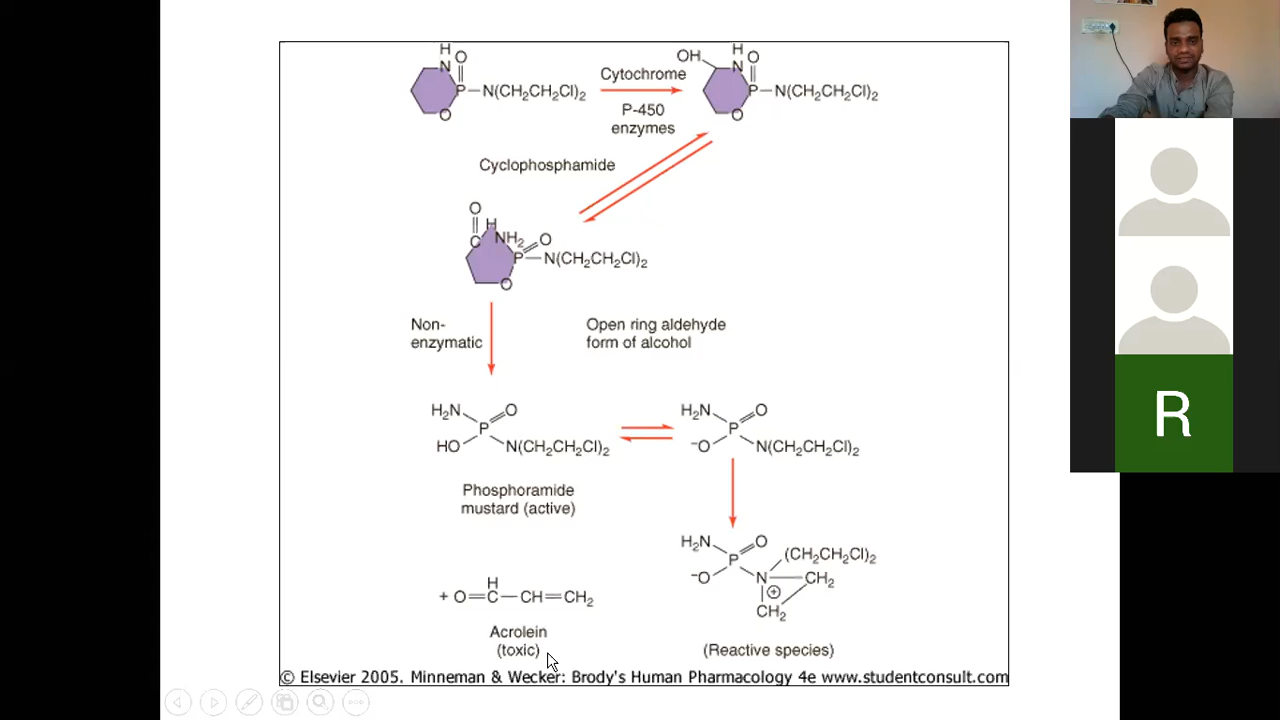 H
N
O
P
O
N(CH₂CH₂Cl)₂
Cytochrome
P-450
enzymes
OH
H
N
O
P
O
N(CH₂CH₂Cl)₂
Cyclophosphamide
O
C
H
NH₂
O
P
O
N(CH₂CH₂Cl)₂
Non-
enzymatic
Open ring aldehyde
form of alcohol
H₂N
O
P
HO
N(CH₂CH₂Cl)₂
H₂N
O
P
⁻O
N(CH₂CH₂Cl)₂
Phosphoramide
mustard (active)
H₂N
O
P
(CH₂CH₂Cl)₂
⁻O
N
CH₂
+
CH₂
H
+ O=C—CH=CH₂
Acrolein
(toxic)
(Reactive species)
© Elsevier 2005. Minneman & Wecker: Brody's Human Pharmacology 4e www.studentconsult.com
R